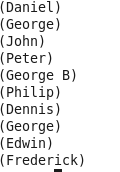 (Daniel)
(George)
(John)
(Peter)
(George B)
(Philip)
(Dennis)
(George)
(Edwin)
(Frederick)